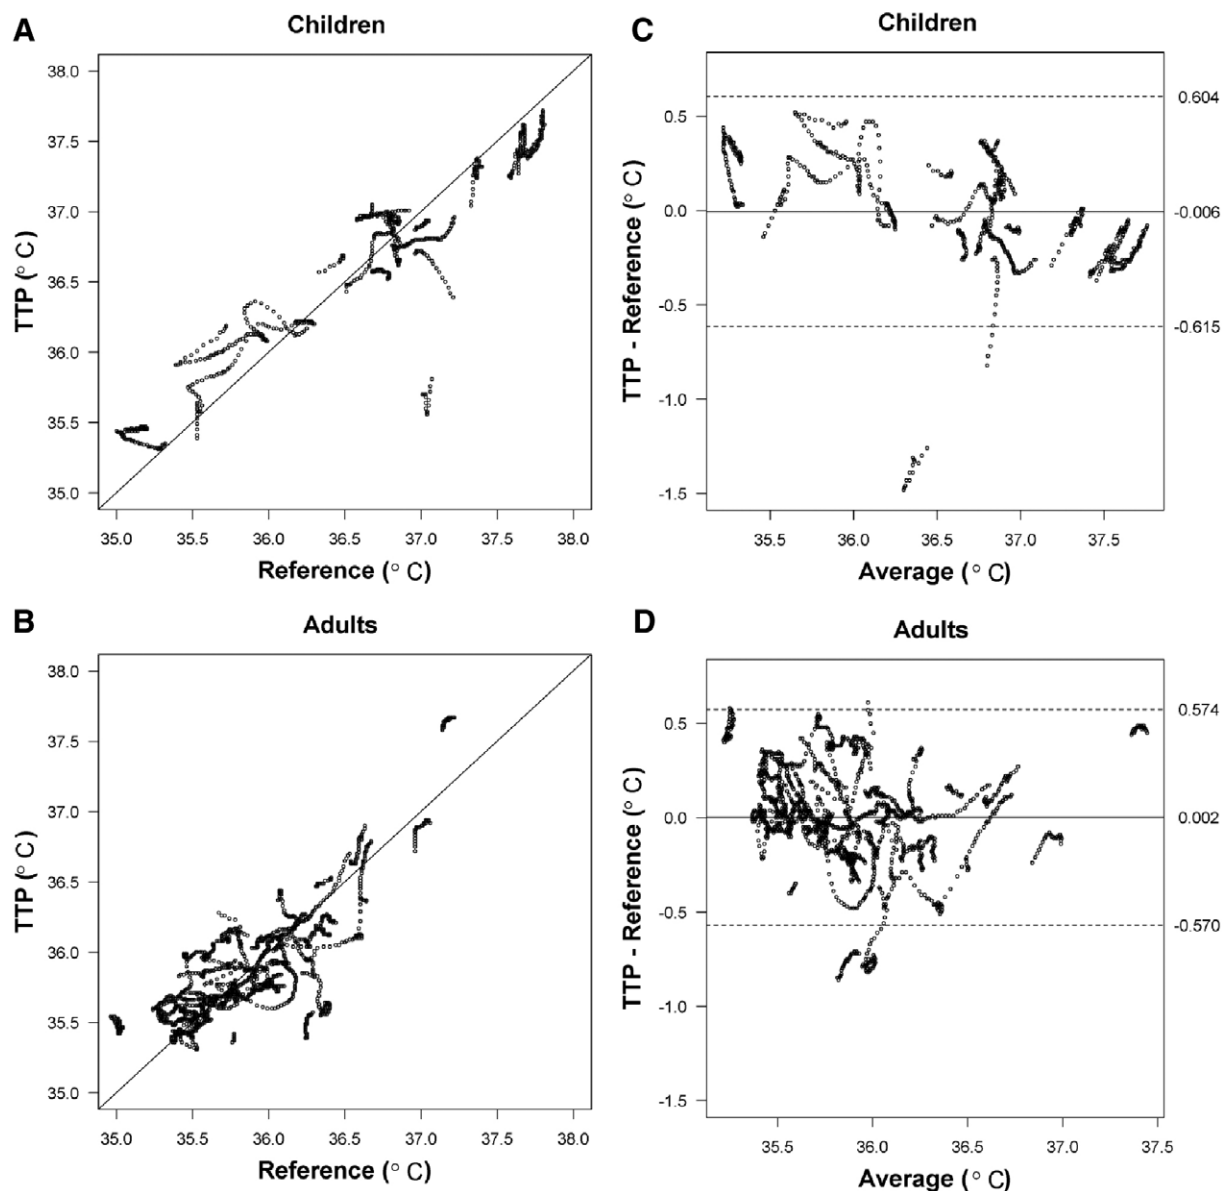 A
Children
38.0
37.5
37.0
36.5
36.0
35.5
35.0
TTP (° C)
35.0 35.5 36.0 36.5 37.0 37.5 38.0
Reference (° C)
C
Children
0.5
0.0
-0.5
-1.0
-1.5
TTP - Reference (° C)
0.604
-0.006
-0.615
35.5 36.0 36.5 37.0 37.5
Average (° C)
B
Adults
38.0
37.5
37.0
36.5
36.0
35.5
35.0
TTP (° C)
35.0 35.5 36.0 36.5 37.0 37.5 38.0
Reference (° C)
D
Adults
0.5
0.0
-0.5
-1.0
-1.5
TTP - Reference (° C)
0.574
0.002
-0.570
35.5 36.0 36.5 37.0 37.5
Average (° C)